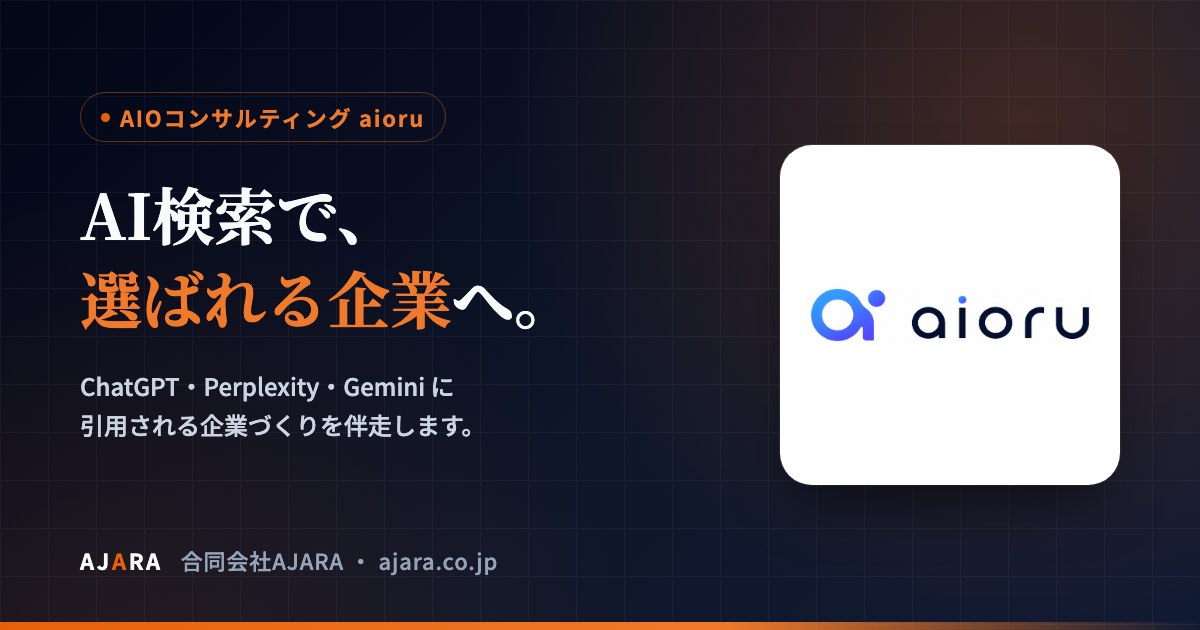 AIOコンサルティング aioru
AI検索で、
選ばれる企業へ。
ChatGPT・Perplexity・Gemini に
引用される企業づくりを伴走します。
aioru
AJARA 合同会社AJARA ・ ajara.co.jp